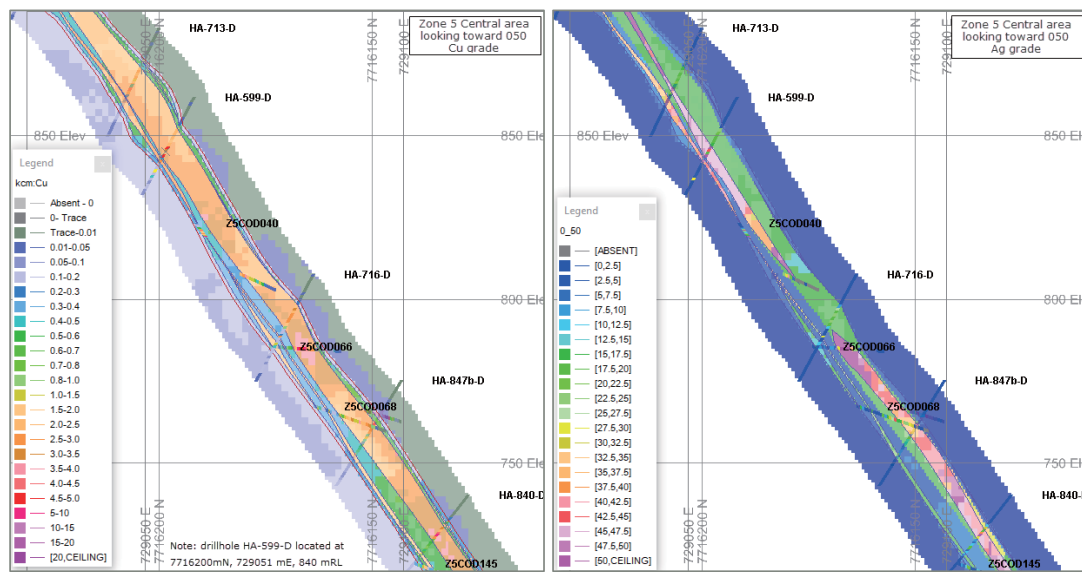 Zone 5 Central area
looking toward 050
Cu grade
HA-713-D
729050 E
7716200 N
7716150 N
729100 E
HA-599-D
850 Elev
Legend
kcm:Cu
Absent - 0
0- Trace
Trace-0.01
0.01-0.05
0.05-0.1
0.1-0.2
0.2-0.3
0.3-0.4
0.4-0.5
0.5-0.6
0.6-0.7
0.7-0.8
0.8-1.0
1.0-1.5
1.5-2.0
2.0-2.5
2.5-3.0
3.0-3.5
3.5-4.0
4.0-4.5
4.5-5.0
5-10
10-15
15-20
[20,CEILING]
Z5COD040
HA-716-D
800 Elev
Z5COD066
HA-847b-D
Z5COD068
750 Elev
HA-840-D
729050 E
7716200 N
7716150 N
729100 E
Note: drillhole HA-599-D located at
7716200mN, 729051 mE, 840 mRL
Z5COD145
Zone 5 Central area
looking toward 050
Ag grade
HA-713-D
729050 E
7716200 N
7716150 N
729100 E
HA-599-D
850 Elev
850 Elev
Legend
0_50
[ABSENT]
[0,2.5]
[2.5,5]
[5,7.5]
[7.5,10]
[10,12.5]
[12.5,15]
[15,17.5]
[17.5,20]
[20,22.5]
[22.5,25]
[25,27.5]
[27.5,30]
[30,32.5]
[32.5,35]
[35,37.5]
[37.5,40]
[40,42.5]
[42.5,45]
[45,47.5]
[47.5,50]
[50,CEILING]
Z5COD040
HA-716-D
800 Elev
Z5COD066
HA-847b-D
Z5COD068
750 Elev
HA-840-D
729050 E
7716200 N
7716150 N
729100 E
Z5COD145